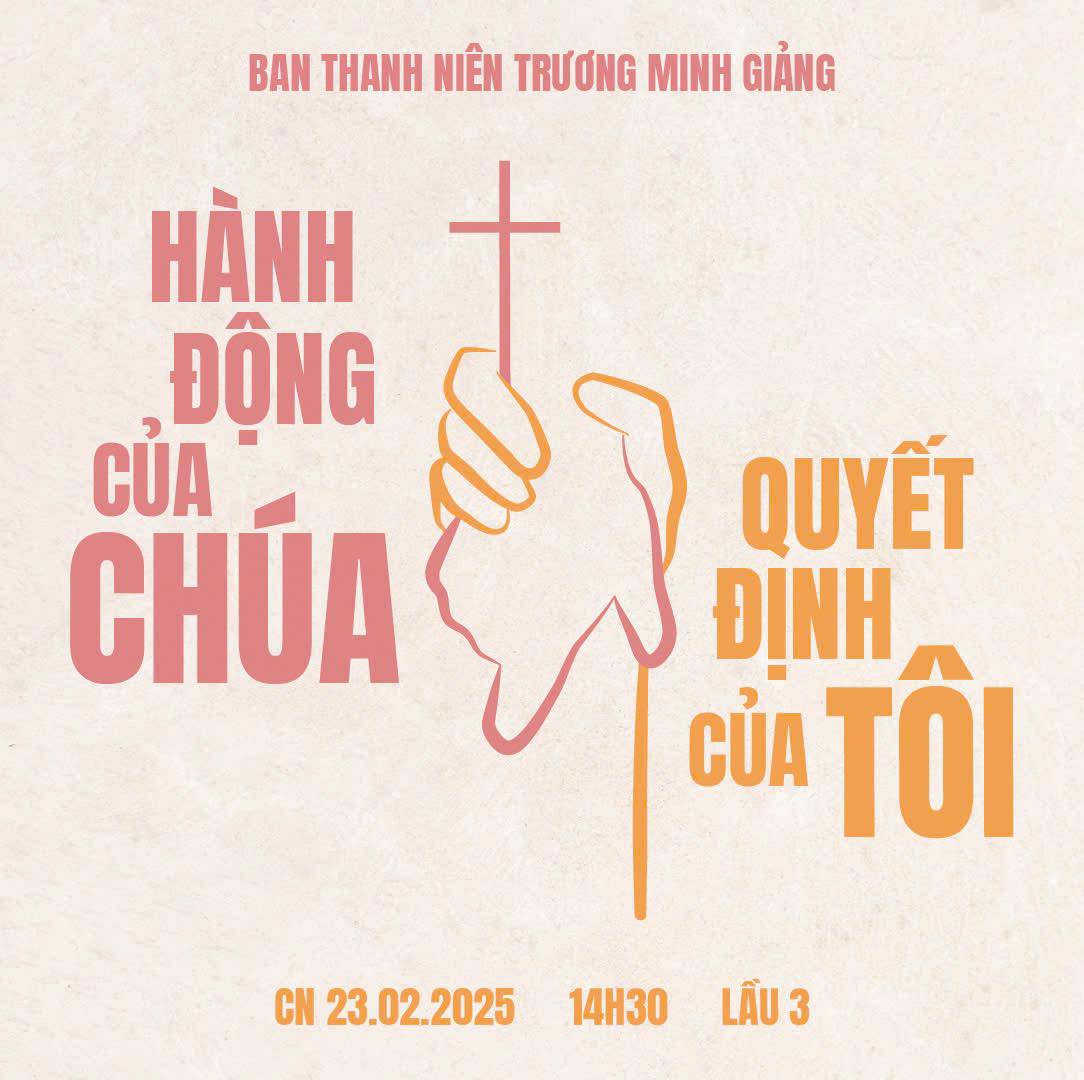 BAN THANH NIÊN TRƯƠNG MINH GIẢNG
HÀNH
ĐỘNG
CỦA
CHÚA
QUYẾT
ĐỊNH
CỦA TÔI
CN 23.02.2025 14H30 LẦU 3